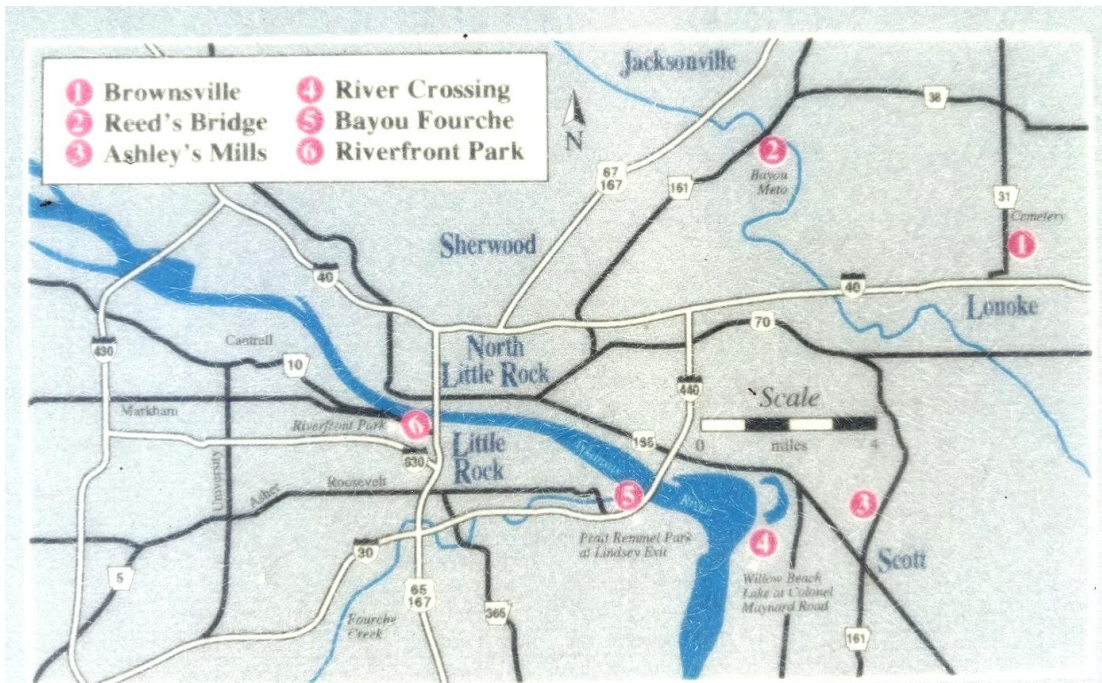 1 Brownsville
2 Reed's Bridge
3 Ashley's Mills
4 River Crossing
5 Bayou Fourche
6 Riverfront Park
Jacksonville
N
38
2
67
167
161
Bayou
Meto
31
Cemetery
1
Sherwood
40
40
Lonoke
430
Cantrell
10
North
Little Rock
70
440
Scale
0
miles
4
Markham
Riverfront Park
6
Little
Rock
630
165
River
University
Asher
Roosevelt
5
3
4
Pratt Remmel Park
at Lindsey Exit
Scott
30
5
65
167
365
Willow Beach
Lake at Colonel
Maynard Road
Fourche
Creek
161